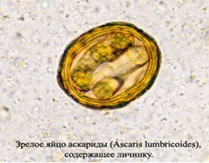 Зрелое яйцо аскариды (Ascaris lumbricoides),
содержащее личинку.